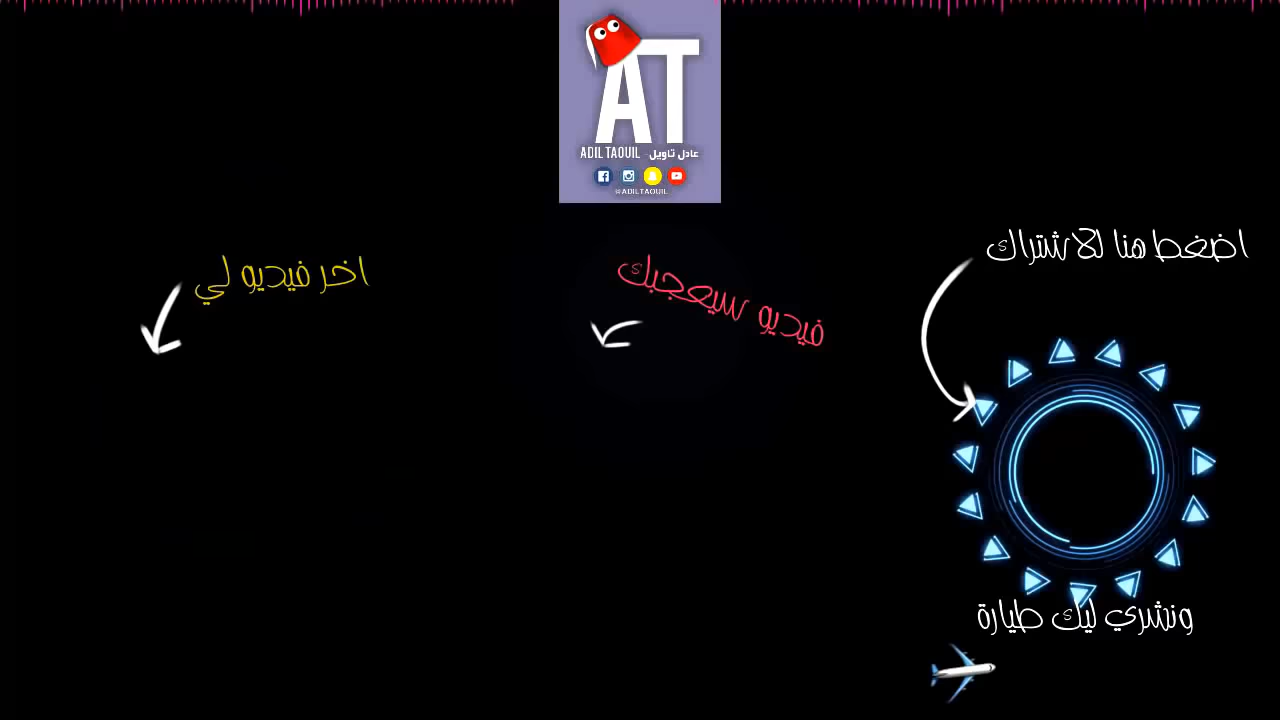 AT
ADIL TAOUIL عادل تاويل-
@ADILTAOUIL
اضغط هنا للاشتراك
فيديو سيعجبك
اخر فيديو لي
ونشري ليك طيارة